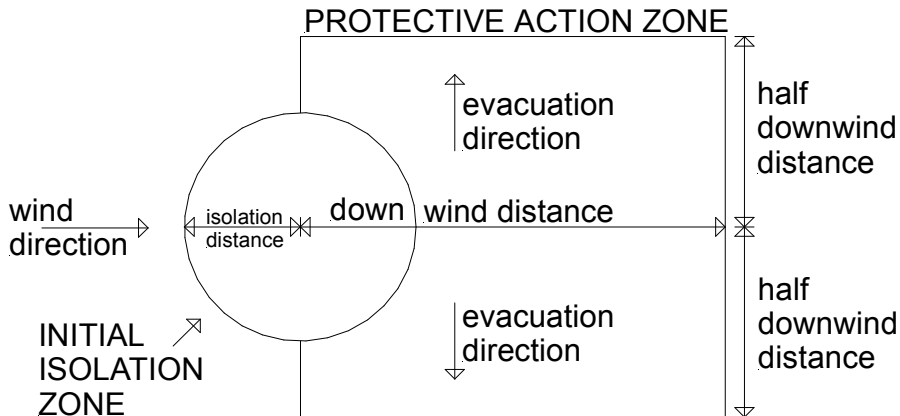 PROTECTIVE ACTION ZONE
evacuation
direction
half
downwind
distance
wind
direction
isolation
distance
down wind distance
evacuation
direction
half
downwind
distance
INITIAL
ISOLATION
ZONE